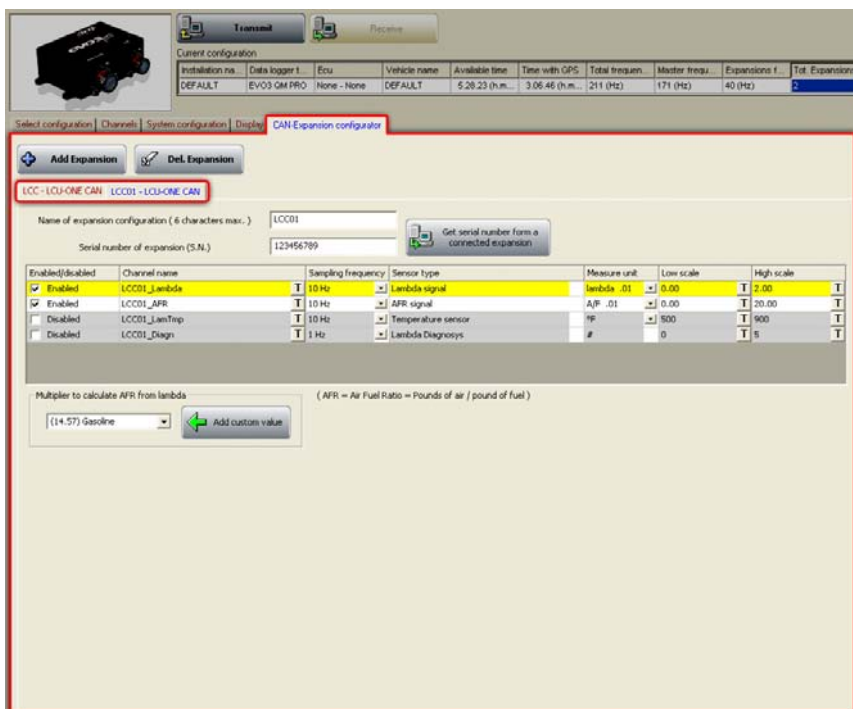 Transmit Receive
Current configuration
Installation na... Data logger t... Ecu Vehicle name Available time Time with GPS Total frequen... Master frequ... Expansions f... Tot. Expansions
DEFAULT EVO3 GM PRO None - None DEFAULT 5.28.23 (h.m... 3.06.46 (h.m... 211 (Hz) 171 (Hz) 40 (Hz) 2
Select configuration Channels System configuration Display CAN-Expansion configurator
Add Expansion Del. Expansion
LCC - LCU-ONE CAN LCC01 - LCU-ONE CAN
Name of expansion configuration ( 6 characters max. ) LCC01
Serial number of expansion (S.N.) 123456789
Get serial number form a
connected expansion
Enabled/disabled Channel name Sampling frequency Sensor type Measure unit Low scale High scale
Enabled LCC01_Lambda T 10 Hz Lambda signal lambda .01 0.00 T 2.00 T
Enabled LCC01_AFR T 10 Hz AFR signal A/F .01 0.00 T 20.00 T
Disabled LCC01_LamTmp T 10 Hz Temperature sensor °F 500 T 900 T
Disabled LCC01_Diagn T 1 Hz Lambda Diagnosys # 0 T 5 T
Multiplier to calculate AFR from lambda ( AFR = Air Fuel Ratio = Pounds of air / pound of fuel )
(14.57) Gasoline Add custom value